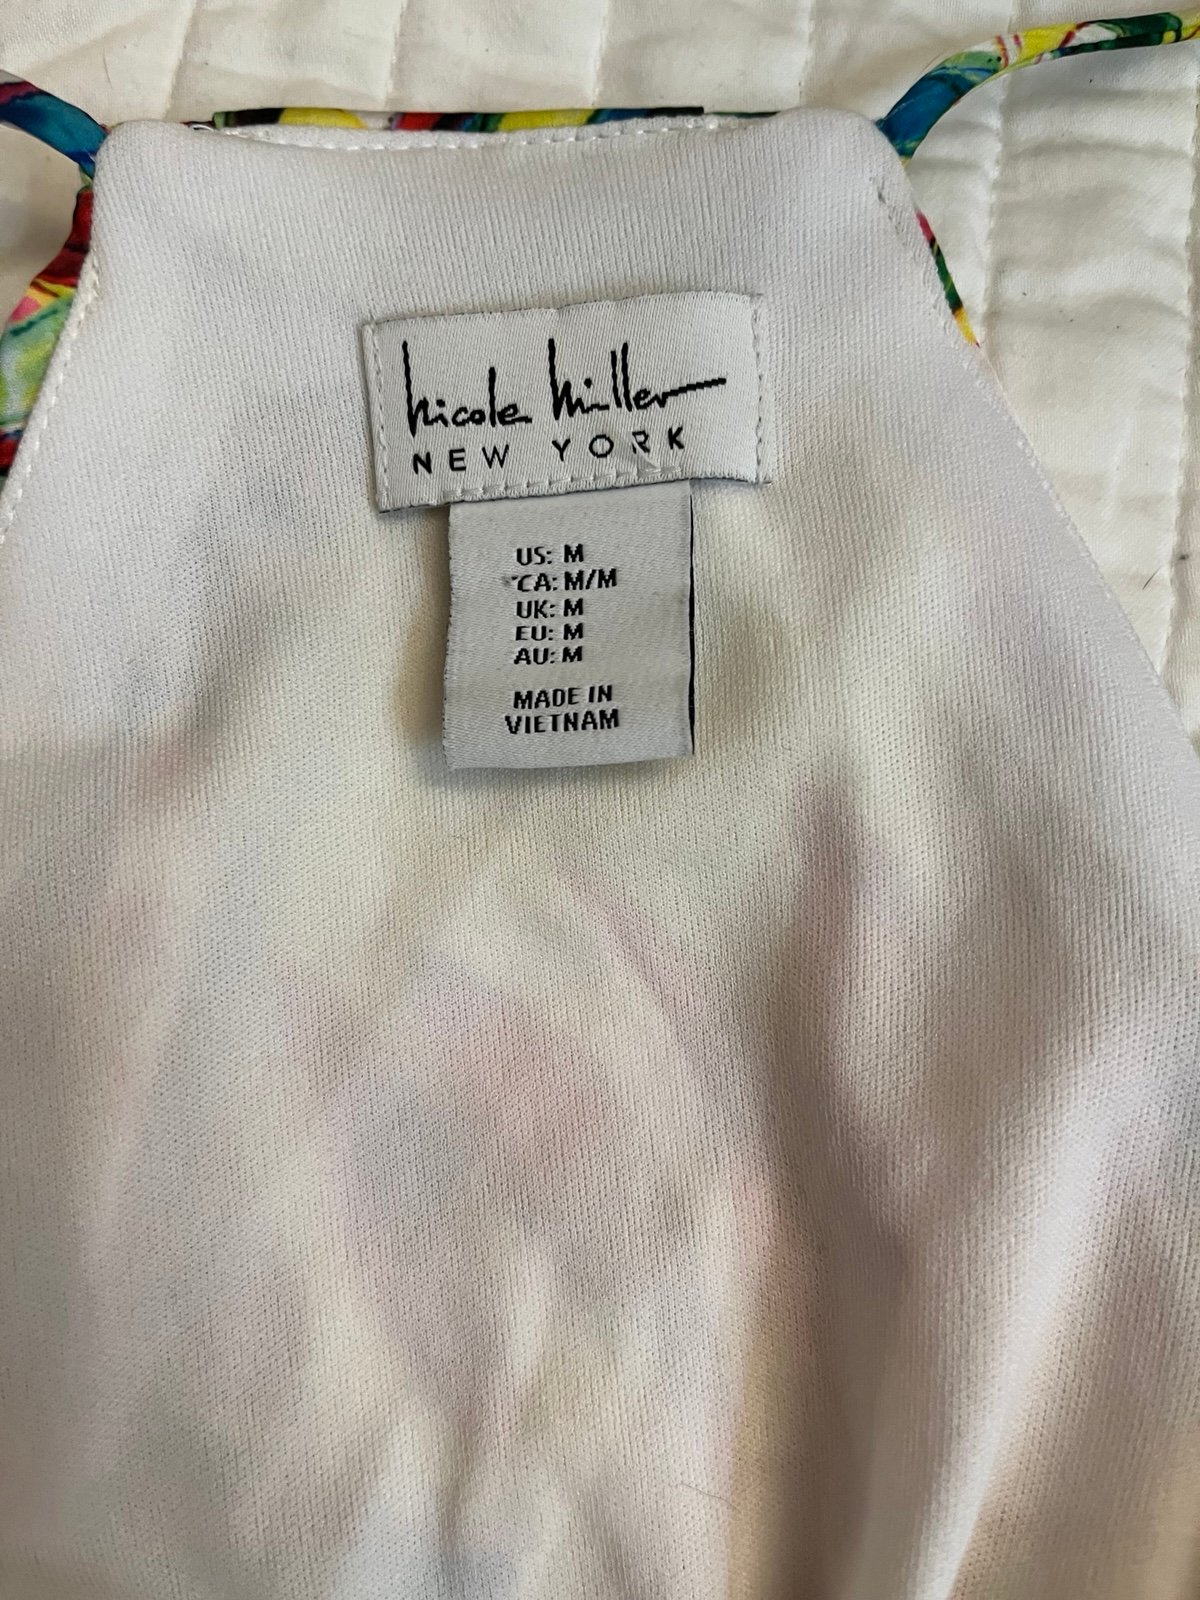 Nicole Miller
NEW YORK
US: M
CA: M/M
UK: M
EU: M
AU: M
MADE IN
VIETNAM